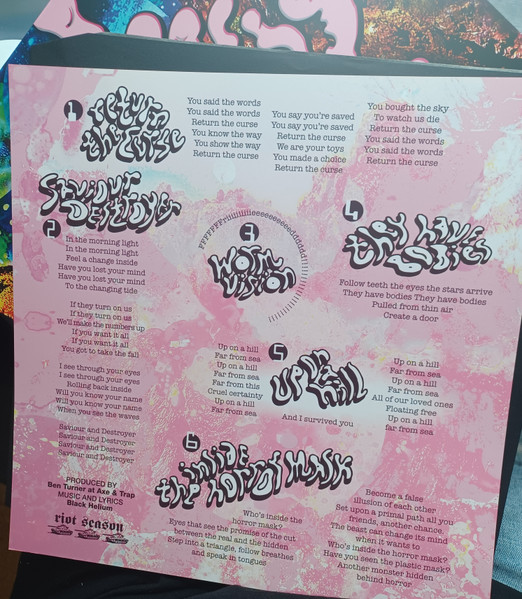 1
return the curse
You said the words
You said the words
Return the curse
You know the way
You show the way
Return the curse
You say you're saved
You say you're saved
Return the curse
We are your toys
You made a choice
Return the curse
You bought the sky
To watch us die
Return the curse
You said the words
You said the words
Return the curse
Saviour Destroyer
2
In the morning light
In the morning light
Feel a change inside
Have you lost your mind
Have you lost your mind
To the changing tide
If they turn on us
If they turn on us
We'll make the numbers up
If you want it all
If you want it all
You got to take the fall
I see through your eyes
I see through your eyes
Rolling back inside
Will you know your name
Will you know your name
When you see the waves
Saviour and Destroyer
Saviour and Destroyer
Saviour and Destroyer
Saviour and Destroyer
3
Worm Vision
4
they have bodies
Follow teeth the eyes the stars arrive
They have bodies They have bodies
Pulled from thin air
Create a door
5
Up on a hill
Up on a hill
Far from sea
Up on a hill
Far from this
Cruel certainty
Up on a hill
Far from sea
And I survived you
Up on a hill
Far from sea
Up on a hill
Far from sea
All of our loved ones
Floating free
Up on a hill
far from sea
6
inside the horror mask
Who's inside the
horror mask?
Eyes that see the promise of the cut
between the real and the hidden
Step into a triangle, follow breathes
and speak in tongues
Become a false
illusion of each other
Set upon a prismal path all you
friends, another chance.
The beast can change its mind
when it wants to
Who's inside the horror mask?
Have you seen the plastic mask?
Another monster hidden
behind horror
PRODUCED BY
Ben Turner at Axe & Trap
MUSIC AND LYRICS
Black Helium
riot season